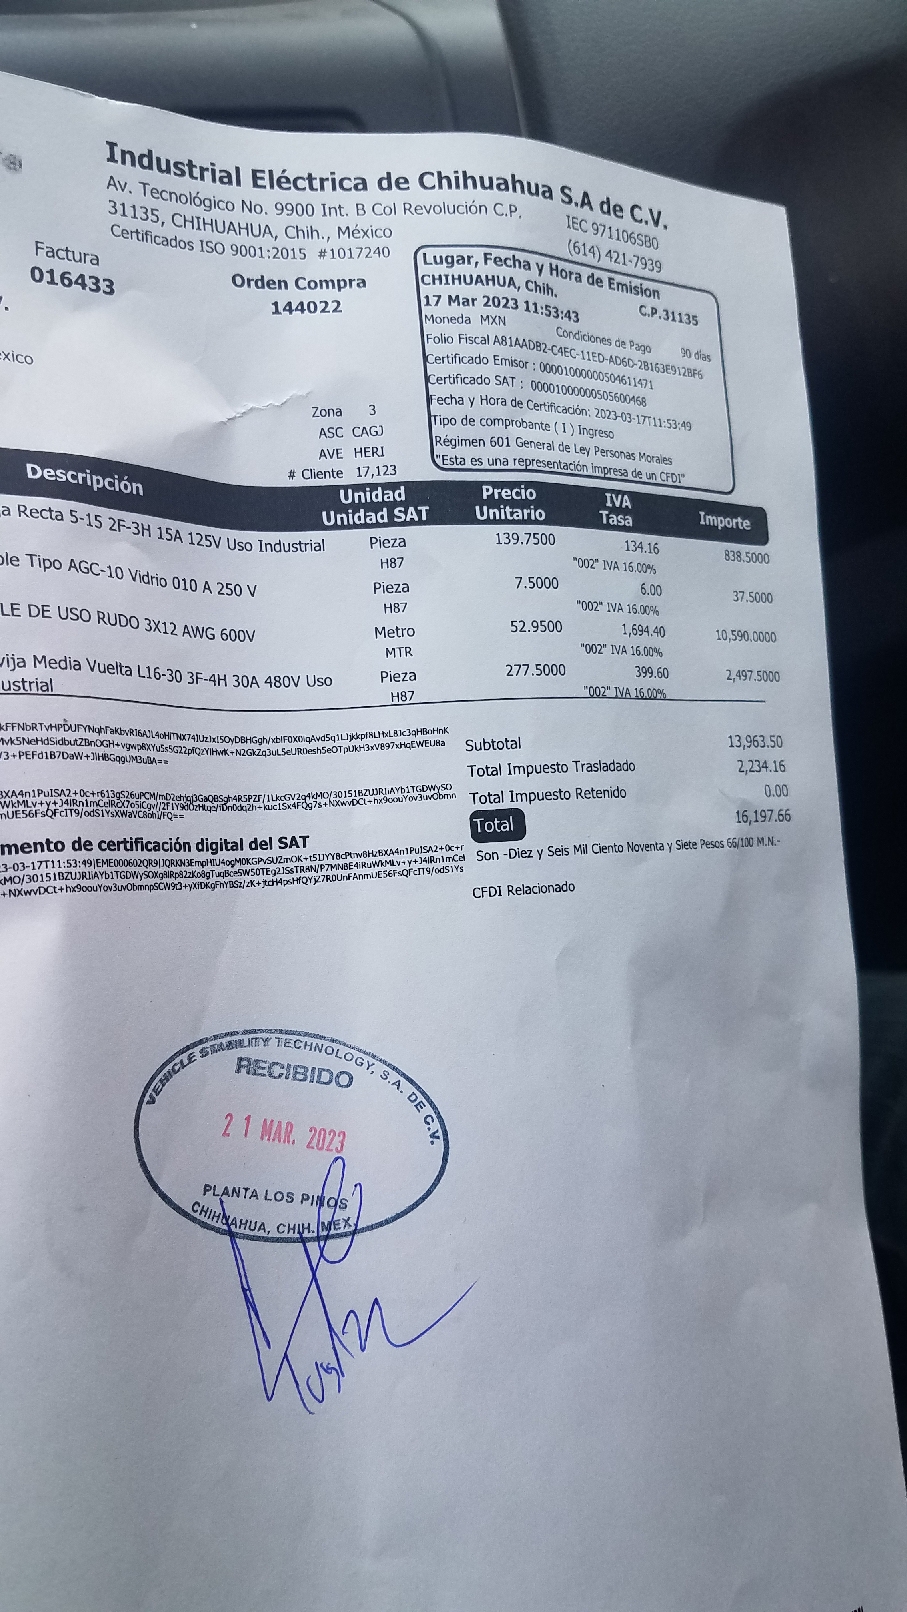 Industrial Eléctrica de Chihuahua S.A de C.V.
Av. Tecnológico No. 9900 Int. B Col Revolución C.P.
31135, CHIHUAHUA, Chih., México
Certificados ISO 9001:2015 #1017240
IEC 971106SB0
(614) 421-7939
Factura
016433
Orden Compra
144022
Lugar, Fecha y Hora de Emision
CHIHUAHUA, Chih.
C.P.31135
17 Mar 2023 11:53:43
Moneda MXN
Condiciones de Pago 90 días
Folio Fiscal A81AADB2-C4EC-11ED-AD6D-2B163E912BF6
Certificado Emisor : 00001000000504611471
Certificado SAT : 00001000000505600468
Fecha y Hora de Certificación: 2023-03-17T11:53:49
Tipo de comprobante ( I ) Ingreso
Régimen 601 General de Ley Personas Morales
"Esta es una representación impresa de un CFDI"
xico
Zona 3
ASC CAGJ
AVE HERJ
# Cliente 17,123
Descripción Unidad Unidad SAT Precio Unitario IVA Tasa Importe
a Recta 5-15 2F-3H 15A 125V Uso Industrial Pieza 139.7500 134.16 838.5000
H87 "002" IVA 16.00%
ble Tipo AGC-10 Vidrio 010 A 250 V Pieza 7.5000 6.00 37.5000
H87 "002" IVA 16.00%
LE DE USO RUDO 3X12 AWG 600V Metro 52.9500 1,694.40 10,590.0000
MTR "002" IVA 16.00%
vija Media Vuelta L16-30 3F-4H 30A 480V Uso Pieza 277.5000 399.60 2,497.5000
ustrial H87 "002" IVA 16.00%
Subtotal 13,963.50
Total Impuesto Trasladado 2,234.16
Total Impuesto Retenido 0.00
Total 16,197.66
Son -Diez y Seis Mil Ciento Noventa y Siete Pesos 66/100 M.N.-
CFDI Relacionado
mento de certificación digital del SAT
VEHICLE STABILITY TECHNOLOGY, S.A. DE C.V.
RECIBIDO
21 MAR. 2023
PLANTA LOS PINOS
CHIHUAHUA, CHIH. MEX.